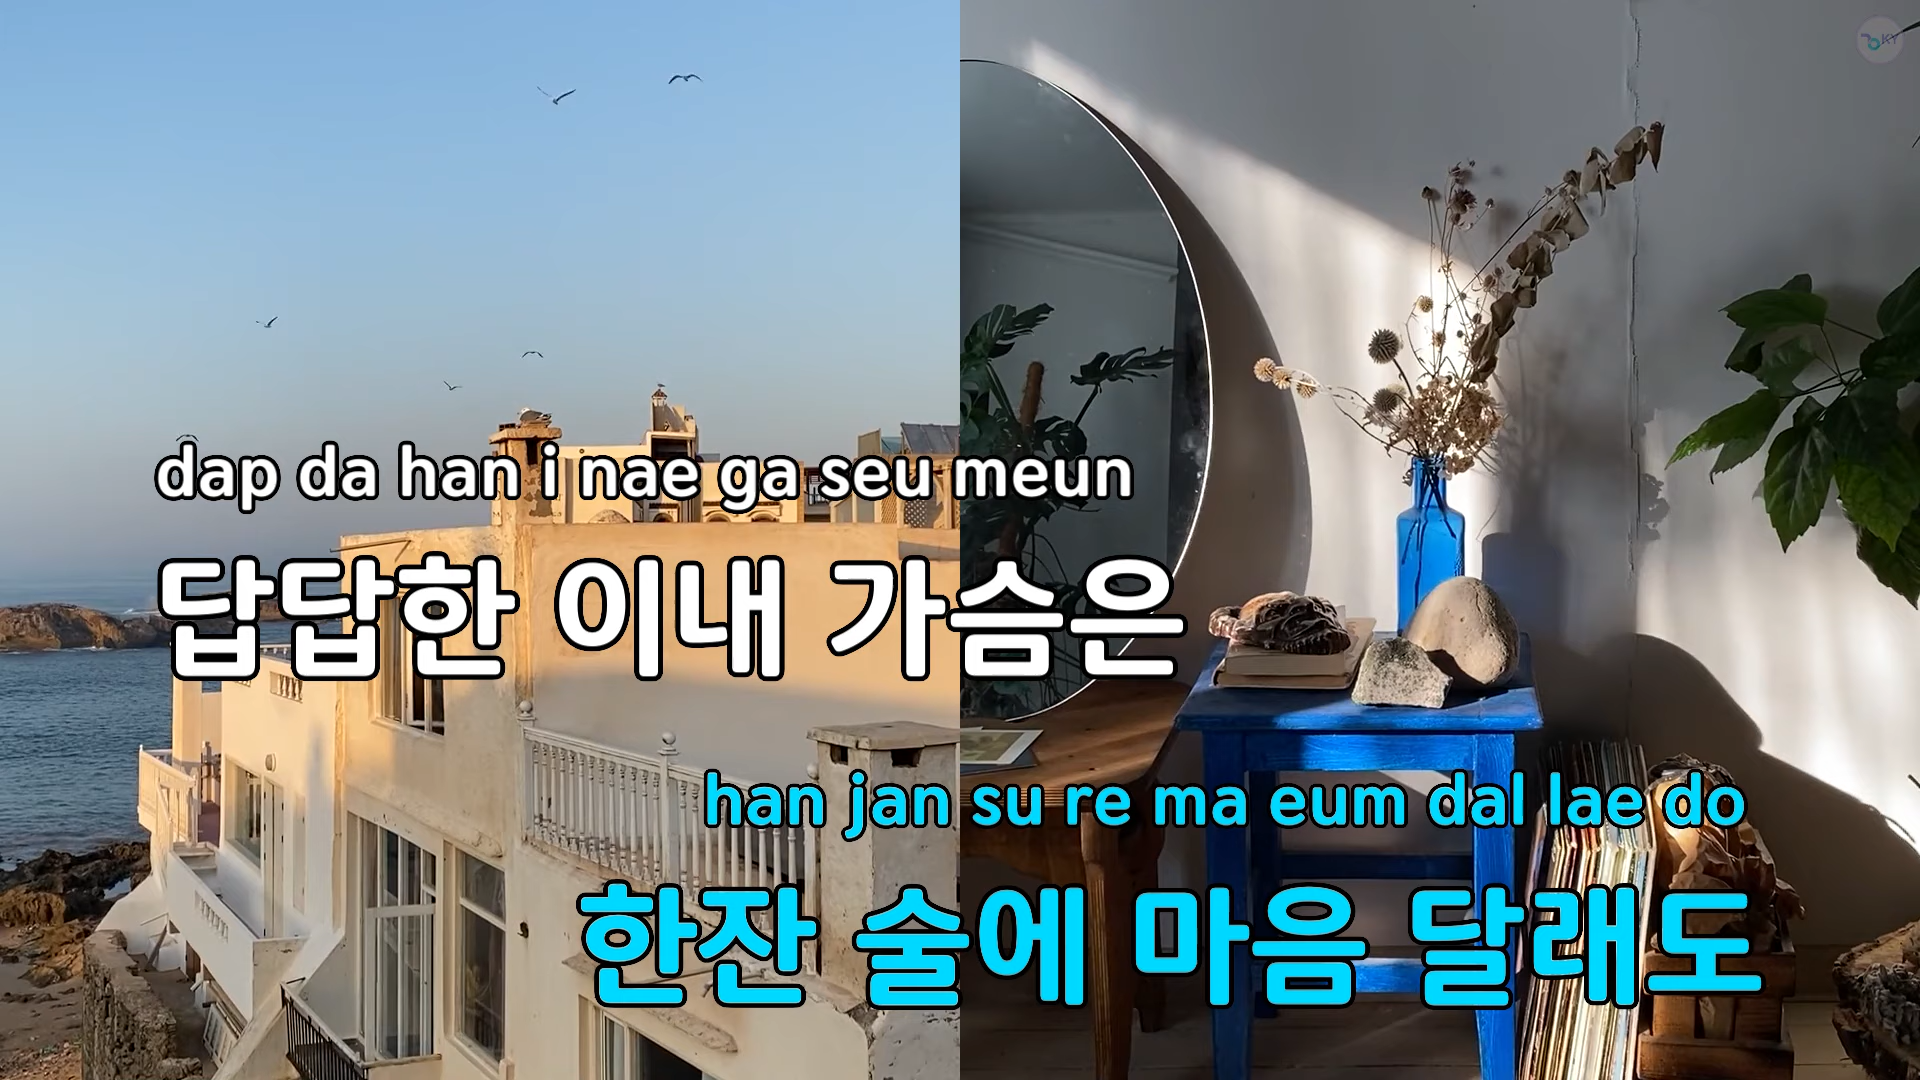 KY
dap da han i nae ga seu meun
답답한 이내 가슴은
han jan su re ma eum dal lae do
한잔 술에 마음 달래도